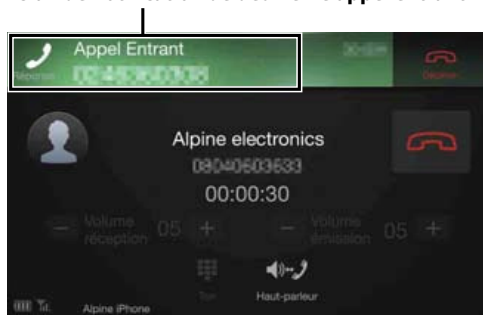 Appel Entrant
Réponse
Alpine electronics
08040603633
00:00:30
Volume
réception
05
Volume
émission
05
Ton
Haut-parleur
Alpine iPhone